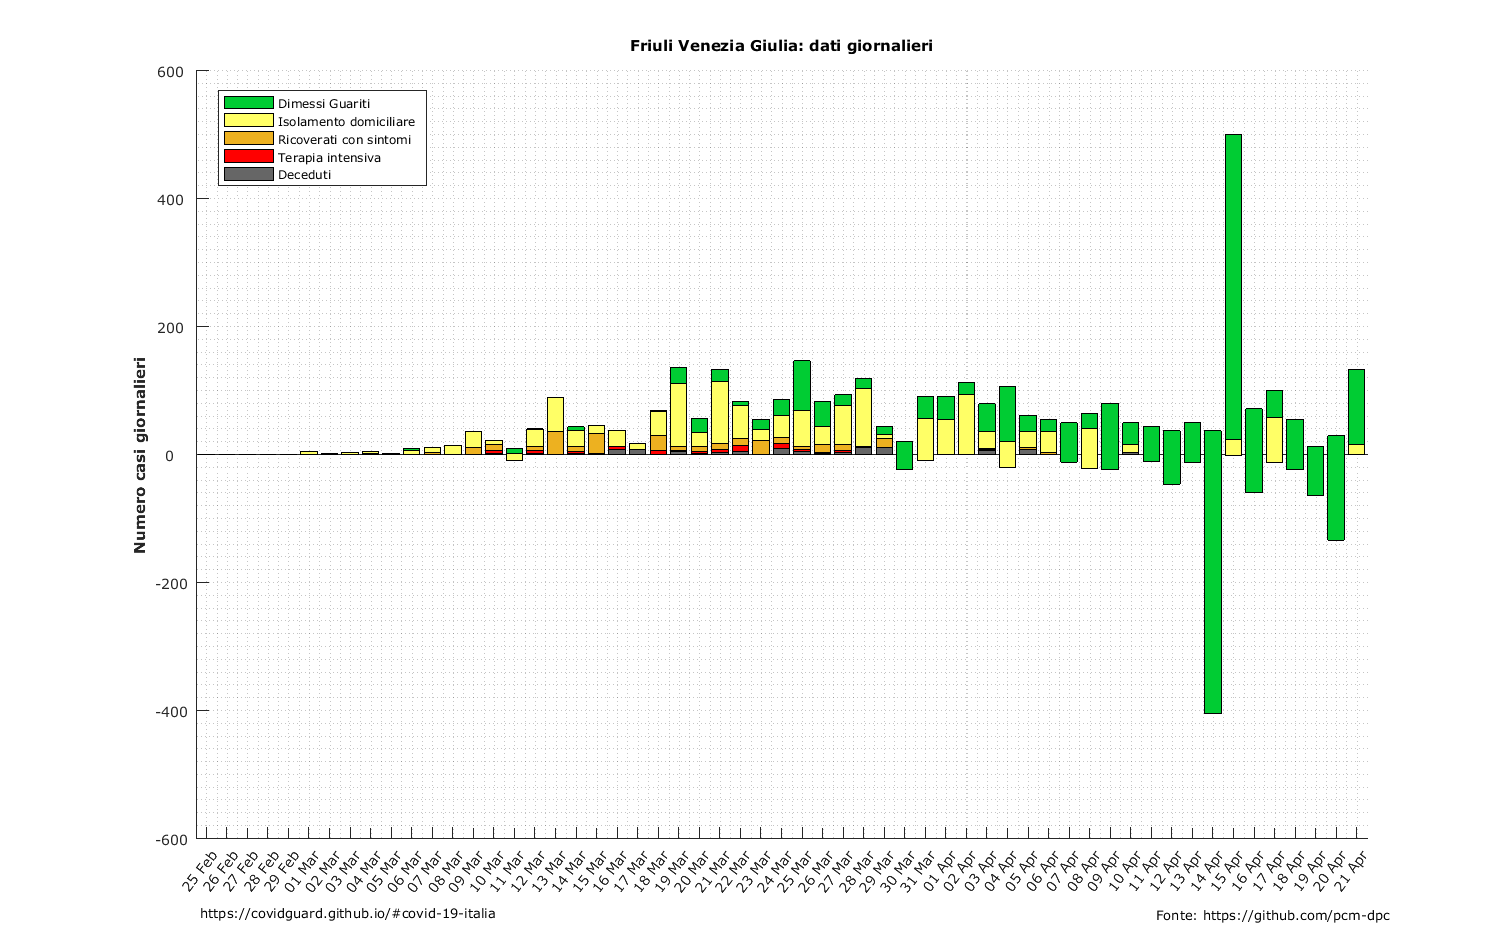 Friuli Venezia Giulia: dati giornalieri
600
400
200
0
-200
-400
-600
Numero casi giornalieri
Dimessi Guariti
Isolamento domiciliare
Ricoverati con sintomi
Terapia intensiva
Deceduti
25 Feb
26 Feb
27 Feb
28 Feb
29 Feb
01 Mar
02 Mar
03 Mar
04 Mar
05 Mar
06 Mar
07 Mar
08 Mar
09 Mar
10 Mar
11 Mar
12 Mar
13 Mar
14 Mar
15 Mar
16 Mar
17 Mar
18 Mar
19 Mar
20 Mar
21 Mar
22 Mar
23 Mar
24 Mar
25 Mar
26 Mar
27 Mar
28 Mar
29 Mar
30 Mar
31 Mar
01 Apr
02 Apr
03 Apr
04 Apr
05 Apr
06 Apr
07 Apr
08 Apr
09 Apr
10 Apr
11 Apr
12 Apr
13 Apr
14 Apr
15 Apr
16 Apr
17 Apr
18 Apr
19 Apr
20 Apr
21 Apr
https://covidguard.github.io/#covid-19-italia
Fonte: https://github.com/pcm-dpc